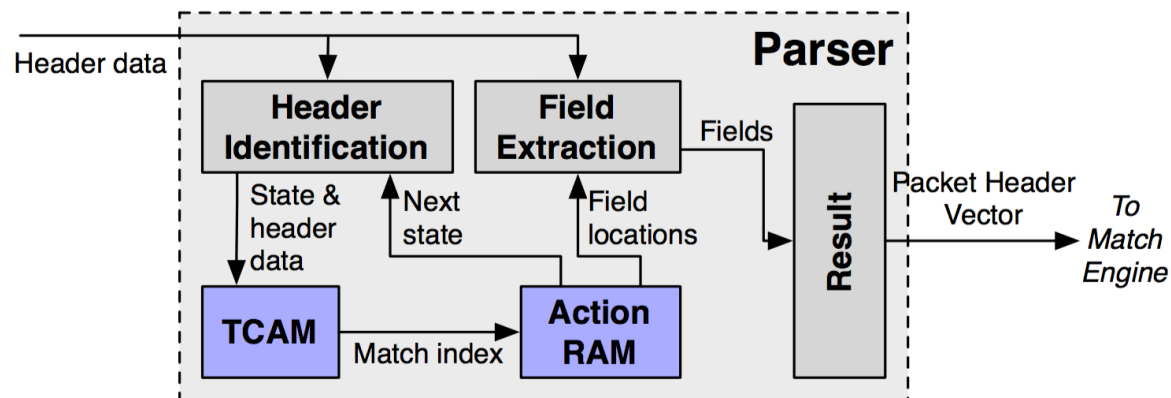 Parser
Header data
Header
Identification
Field
Extraction
Fields
State &
header
data
Next
state
Field
locations
Result
Packet Header
Vector
To
Match
Engine
TCAM
Match index
Action
RAM